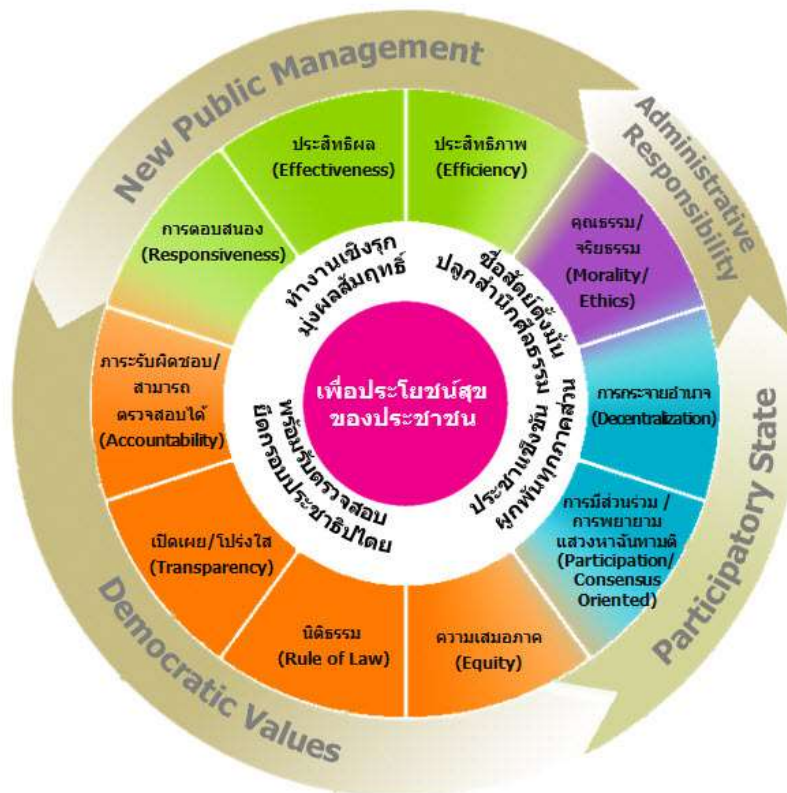 New Public Management
Administrative
Responsibility
Participatory State
Democratic Values
ประสิทธิผล
(Effectiveness)
ประสิทธิภาพ
(Efficiency)
คุณธรรม/
จริยธรรม
(Morality/
Ethics)
การกระจายอำนาจ
(Decentralization)
การมีส่วนร่วม /
การพยายาม
แสวงหาฉันทามติ
(Participation/
Consensus
Oriented)
ความเสมอภาค
(Equity)
นิติธรรม
(Rule of Law)
เปิดเผย/โปร่งใส
(Transparency)
ภาระรับผิดชอบ/
สามารถ
ตรวจสอบได้
(Accountability)
การตอบสนอง
(Responsiveness)
ทำงานเชิงรุก
มุ่งผลสัมฤทธิ์
ซื่อสัตย์ตั้งมั่น
ปลูกสำนึกศีลธรรม
ประชาแข็งขัน
ผูกพันทุกภาคส่วน
พร้อมรับตรวจสอบ
ยึดกรอบประชาธิปไตย
เพื่อประโยชน์สุข
ของประชาชน